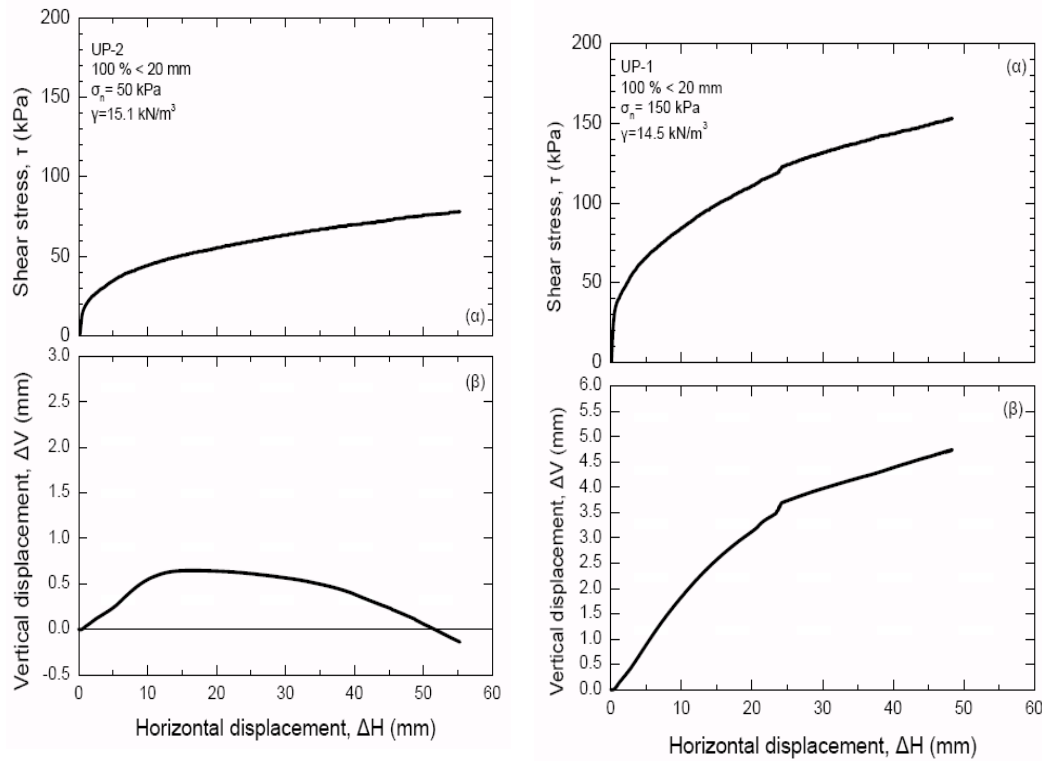 200
150
100
50
0
Shear stress, τ (kPa)
UP-2
100 % < 20 mm
σn= 50 kPa
γ=15.1 kN/m³
(α)
3.0
2.5
2.0
1.5
1.0
0.5
0.0
-0.5
Vertical displacement, ΔV (mm)
(β)
0 10 20 30 40 50 60
Horizontal displacement, ΔH (mm)
200
150
100
50
0
Shear stress, τ (kPa)
UP-1
100 % < 20 mm
σn= 150 kPa
γ=14.5 kN/m³
(α)
6.0
5.5
5.0
4.5
4.0
3.5
3.0
2.5
2.0
1.5
1.0
0.5
0.0
Vertical displacement, ΔV (mm)
(β)
0 10 20 30 40 50 60
Horizontal displacement, ΔH (mm)